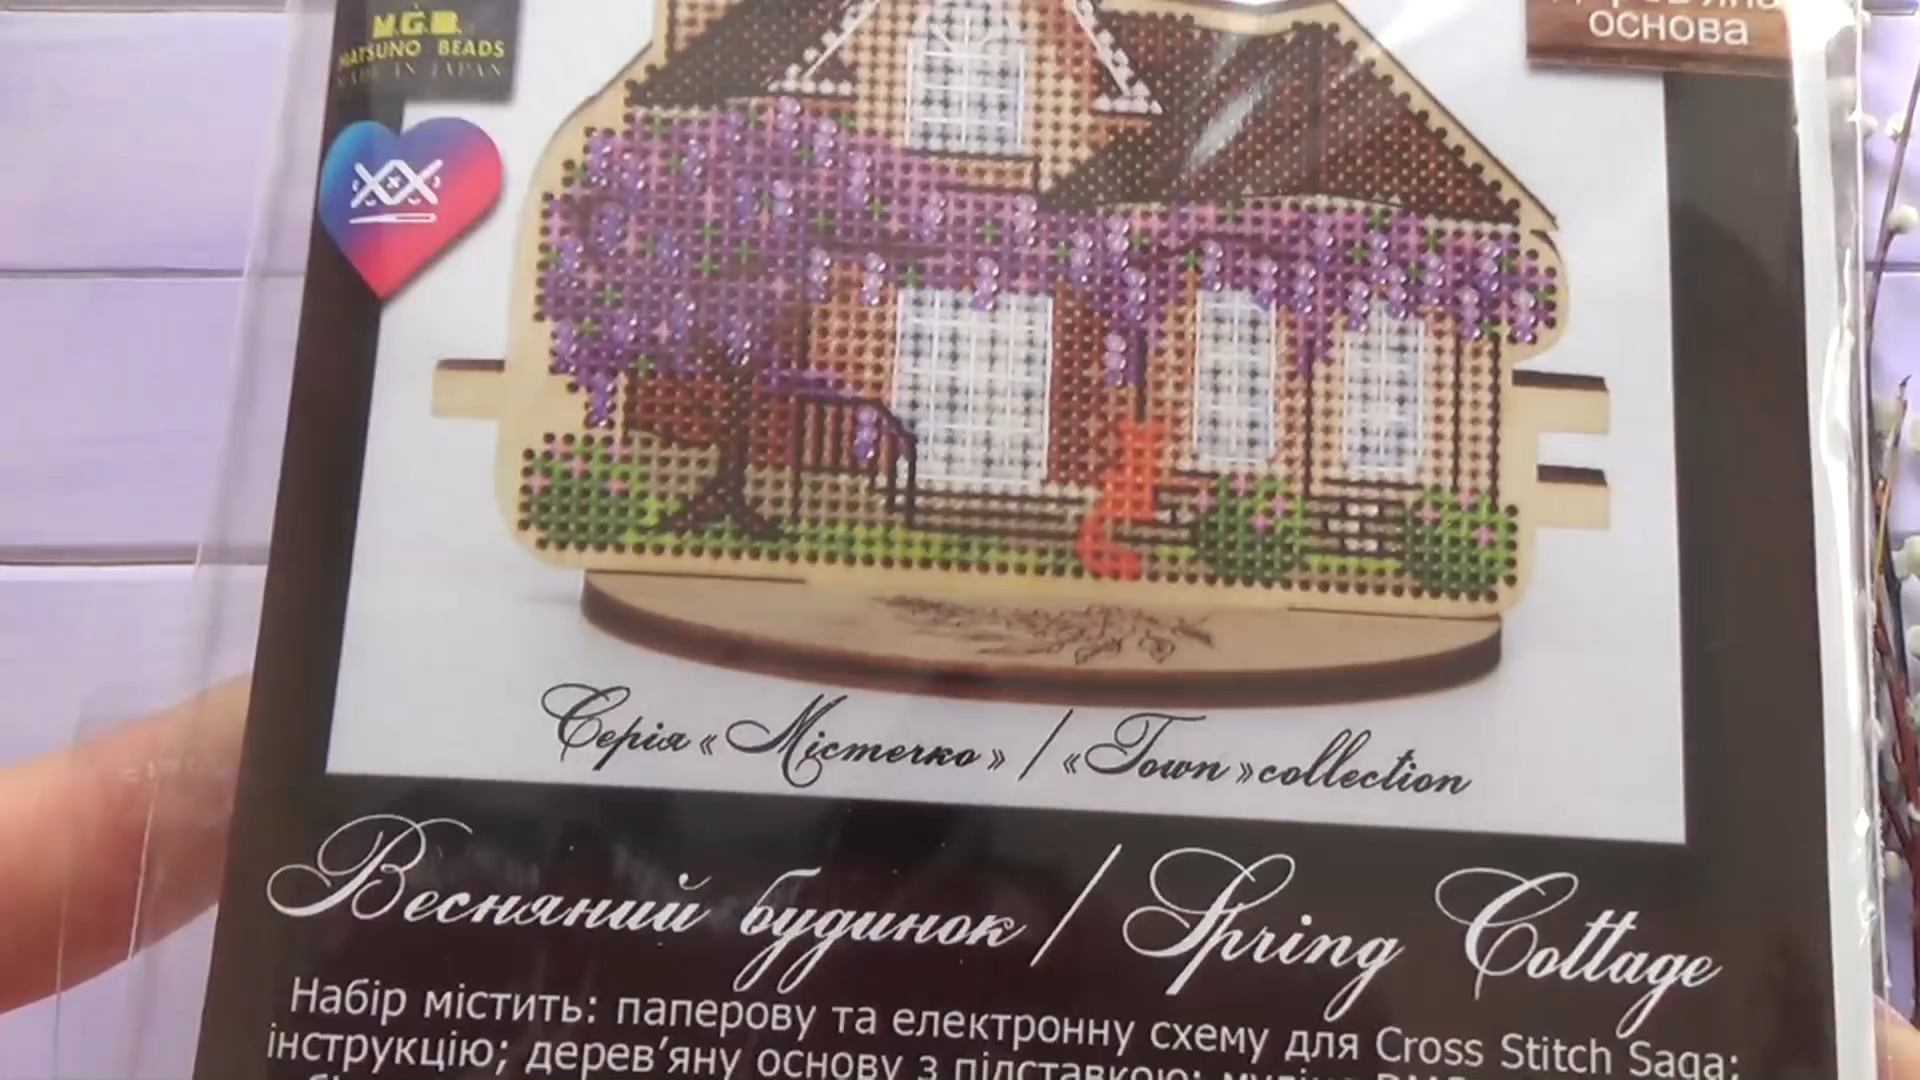 M.G.B.
MATSUNO BEADS
MADE IN JAPAN
основа
Серія «Містечко» / «Town» collection
Весняний будинок / Spring Cottage
Набір містить: паперову та електронну схему для Cross Stitch Saga;
інструкцію; дерев’яну основу з підставкою;